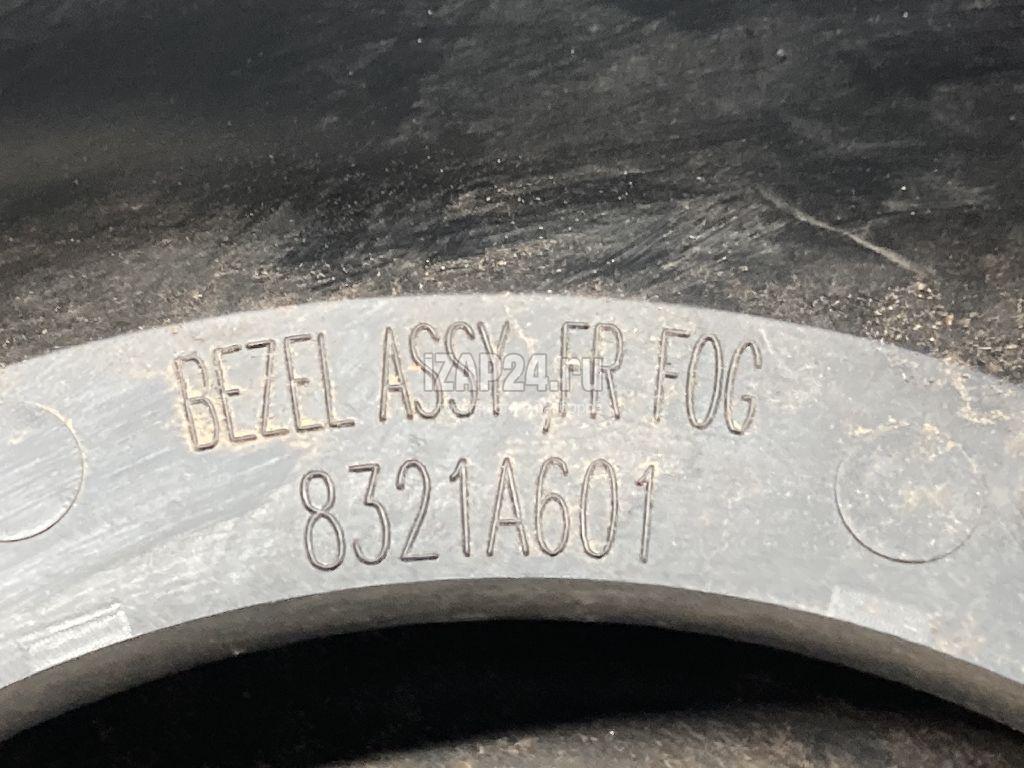 BEZEL ASSY,FR FOG
iZAP24.ru
8321A601